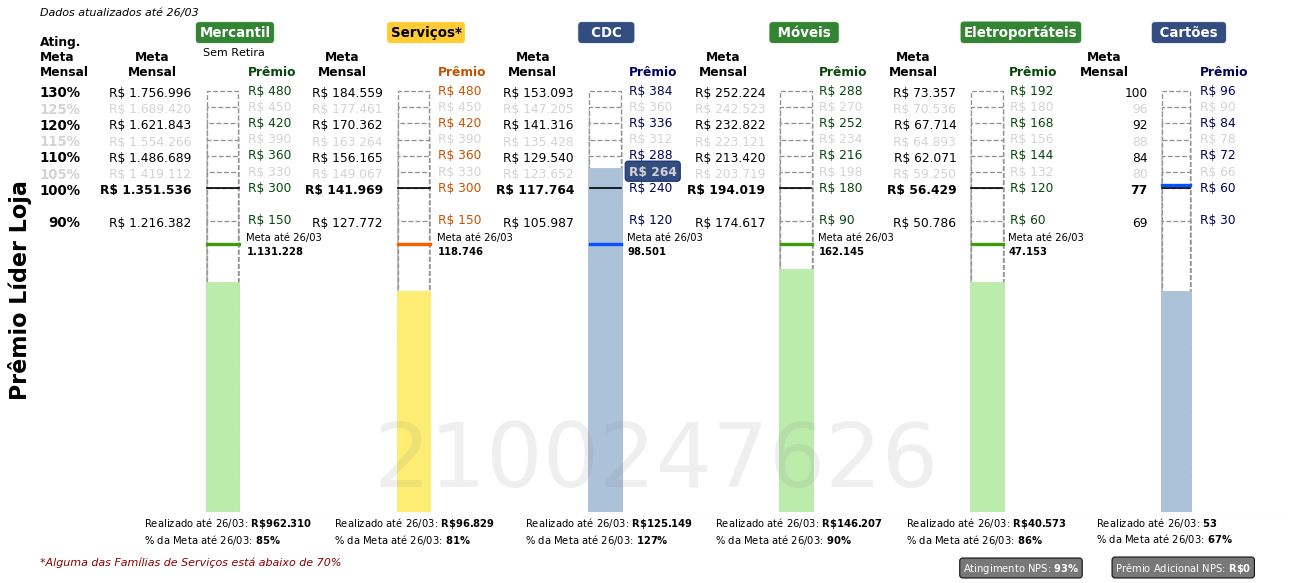 Dados atualizados até 26/03
Mercantil Serviços* CDC Móveis Eletroportáteis Cartões
Sem Retira
Ating. Meta Mensal Meta Mensal Prêmio Meta Mensal Prêmio Meta Mensal Prêmio Meta Mensal Prêmio Meta Mensal Prêmio Meta Mensal Prêmio
130% R$ 1.756.996 R$ 480 R$ 184.559 R$ 480 R$ 153.093 R$ 384 R$ 252.224 R$ 288 R$ 73.357 R$ 192 100 R$ 96
125% R$ 1.689.420 R$ 450 R$ 177.461 R$ 450 R$ 147.205 R$ 360 R$ 242.523 R$ 270 R$ 70.536 R$ 180 96 R$ 90
120% R$ 1.621.843 R$ 420 R$ 170.362 R$ 420 R$ 141.316 R$ 336 R$ 232.822 R$ 252 R$ 67.714 R$ 168 92 R$ 84
115% R$ 1.554.266 R$ 390 R$ 163.264 R$ 390 R$ 135.428 R$ 312 R$ 223.121 R$ 234 R$ 64.893 R$ 156 88 R$ 78
110% R$ 1.486.689 R$ 360 R$ 156.165 R$ 360 R$ 129.540 R$ 288 R$ 213.420 R$ 216 R$ 62.071 R$ 144 84 R$ 72
105% R$ 1.419.112 R$ 330 R$ 149.067 R$ 330 R$ 123.652 R$ 264 R$ 203.719 R$ 198 R$ 59.250 R$ 132 80 R$ 66
100% R$ 1.351.536 R$ 300 R$ 141.969 R$ 300 R$ 117.764 R$ 240 R$ 194.019 R$ 180 R$ 56.429 R$ 120 77 R$ 60
90% R$ 1.216.382 R$ 150 R$ 127.772 R$ 150 R$ 105.987 R$ 120 R$ 174.617 R$ 90 R$ 50.786 R$ 60 69 R$ 30
Meta até 26/03 Meta até 26/03 Meta até 26/03 Meta até 26/03 Meta até 26/03
1.131.228 118.746 98.501 162.145 47.153
Prêmio Líder Loja
2100247626
Realizado até 26/03: R$962.310 Realizado até 26/03: R$96.829 Realizado até 26/03: R$125.149 Realizado até 26/03: R$146.207 Realizado até 26/03: R$40.573 Realizado até 26/03: 53
% da Meta até 26/03: 85% % da Meta até 26/03: 81% % da Meta até 26/03: 127% % da Meta até 26/03: 90% % da Meta até 26/03: 86% % da Meta até 26/03: 67%
*Alguma das Famílias de Serviços está abaixo de 70%
Atingimento NPS: 93% Prêmio Adicional NPS: R$0